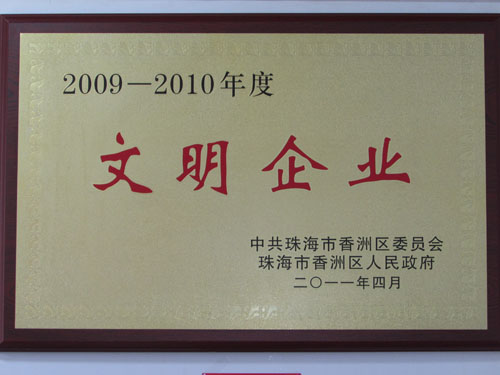 2009—2010年度
文明企业
中共珠海市香洲区委员会
珠海市香洲区人民政府
二〇一一年四月